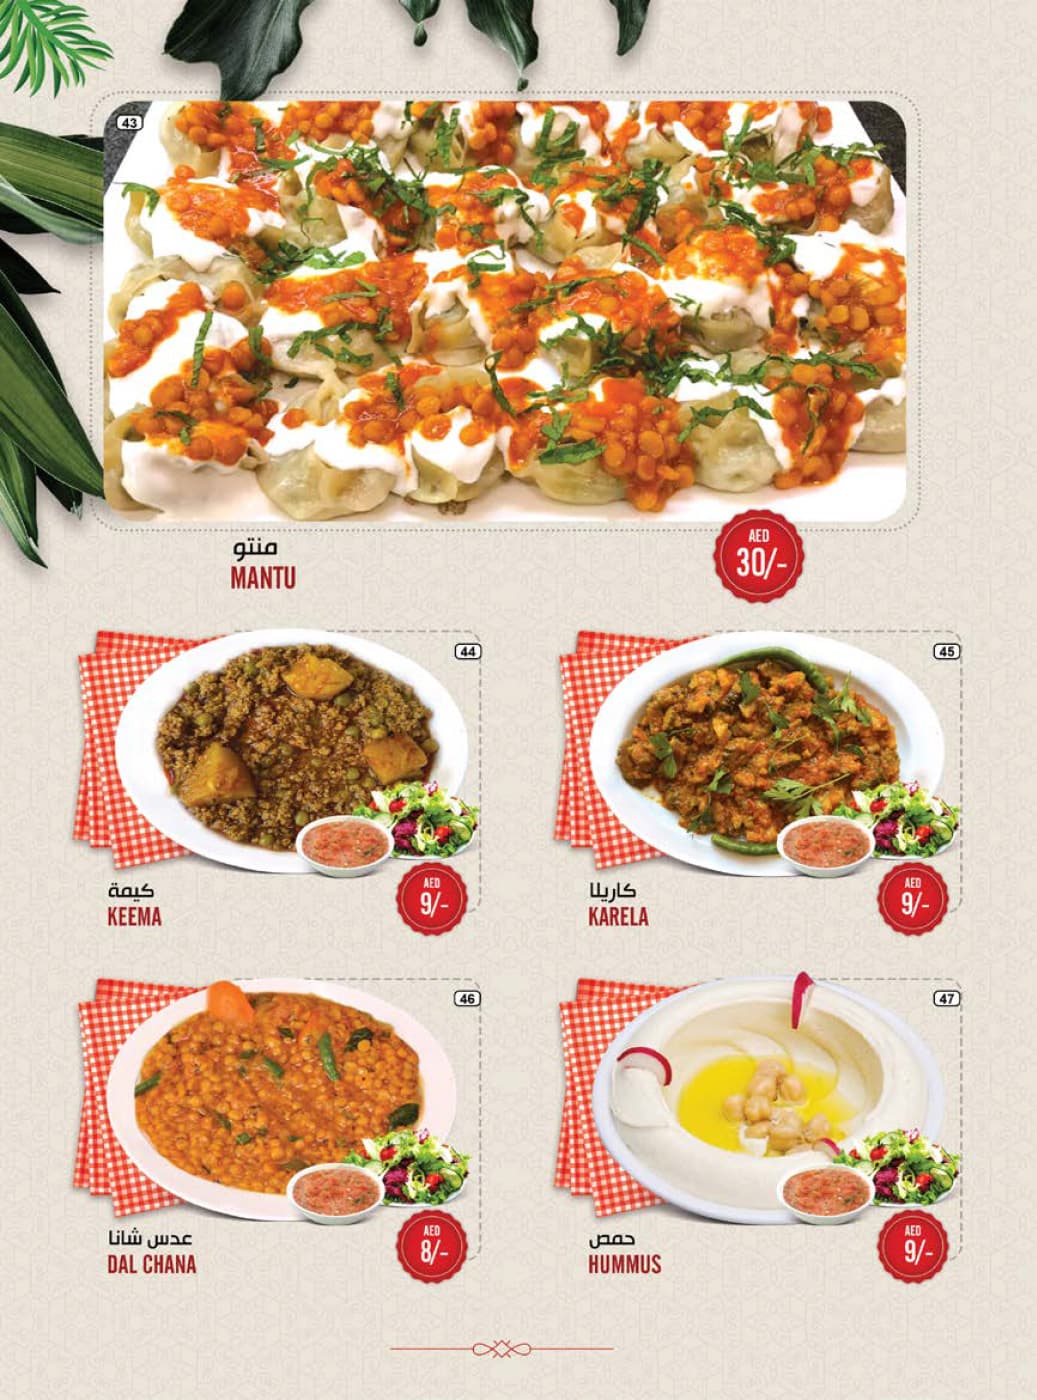 43
منتو
MANTU
AED
30/-
44
كيمة
KEEMA
AED
9/-
45
كاريلا
KARELA
AED
9/-
46
عدس شانا
DAL CHANA
AED
8/-
47
حمص
HUMMUS
AED
9/-